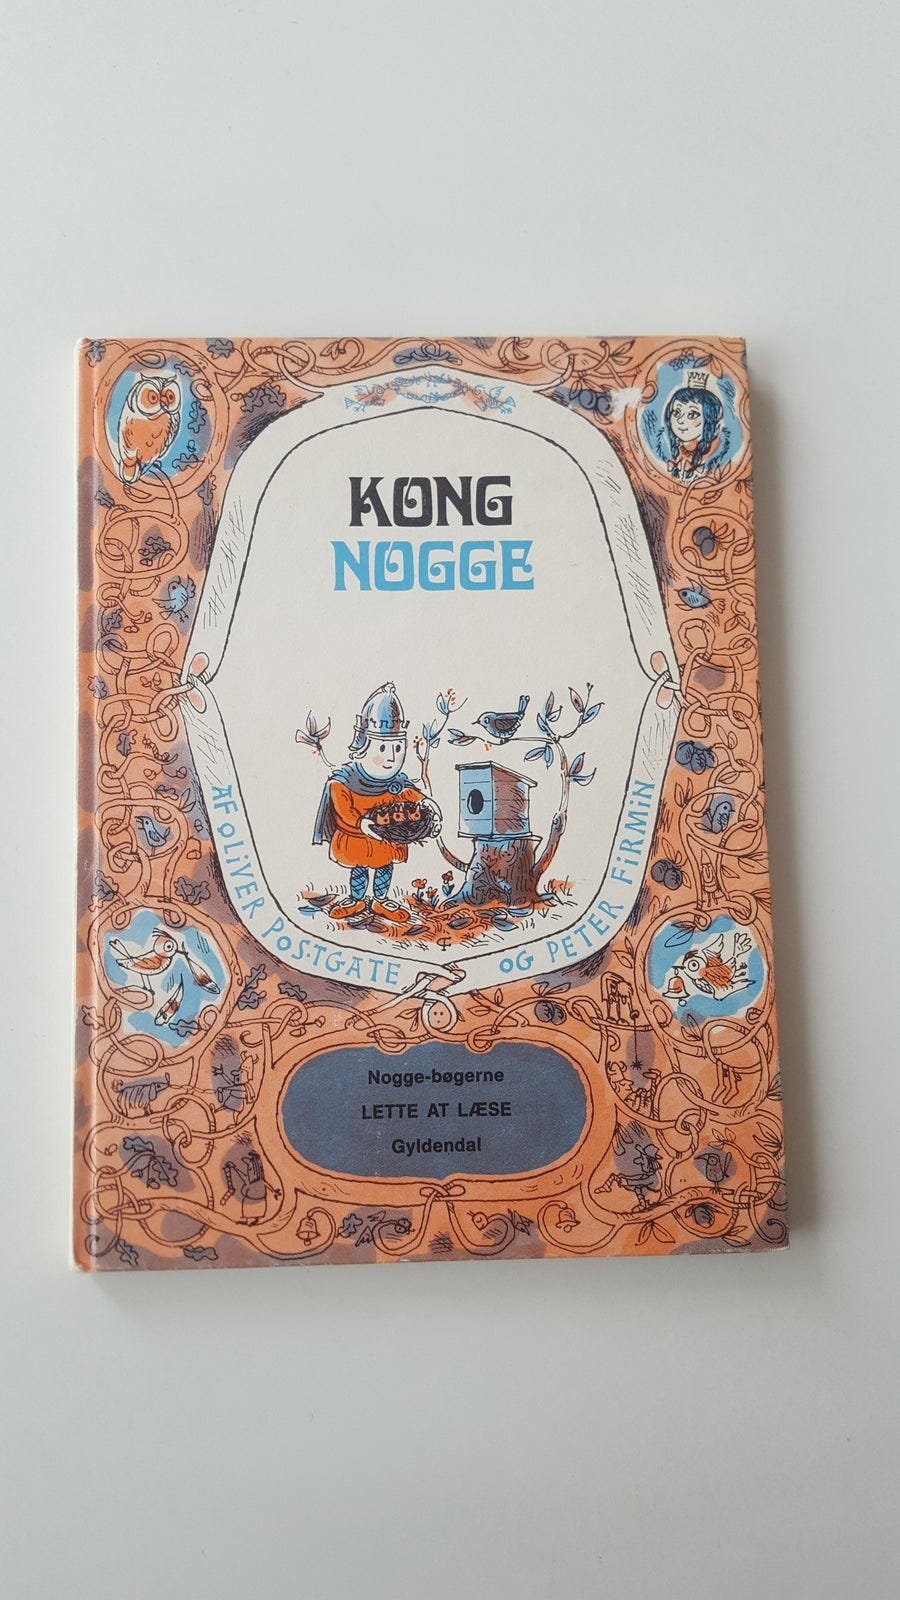 KONG
NOGGE
AF OLIVER POSTGATE
OG PETER FIRMIN
Nogge-bøgerne
LETTE AT LÆSE
Gyldendal